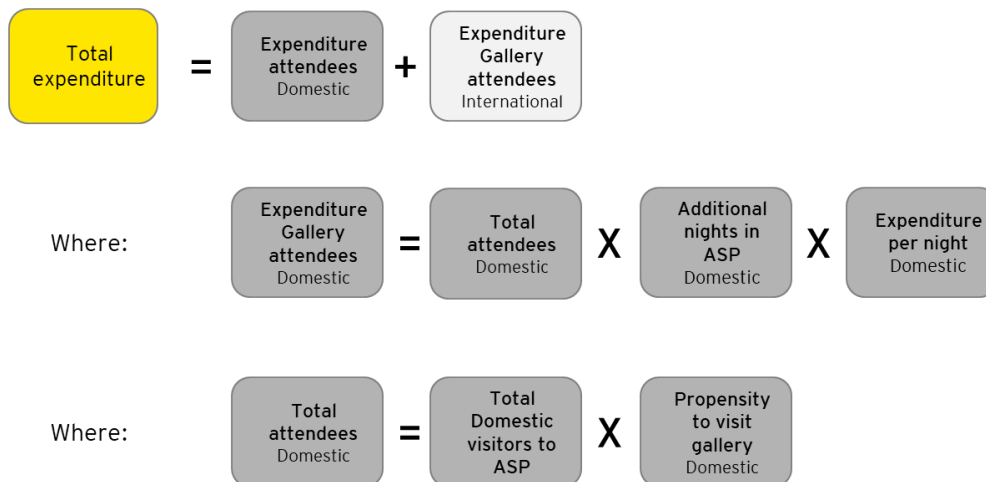 Total
expenditure
=
Expenditure
attendees
Domestic
+
Expenditure
Gallery
attendees
International
Where:
Expenditure
Gallery
attendees
Domestic
=
Total
attendees
Domestic
X
Additional
nights in
ASP
Domestic
X
Expenditure
per night
Domestic
Where:
Total
attendees
Domestic
=
Total
Domestic
visitors to
ASP
X
Propensity
to visit
gallery
Domestic